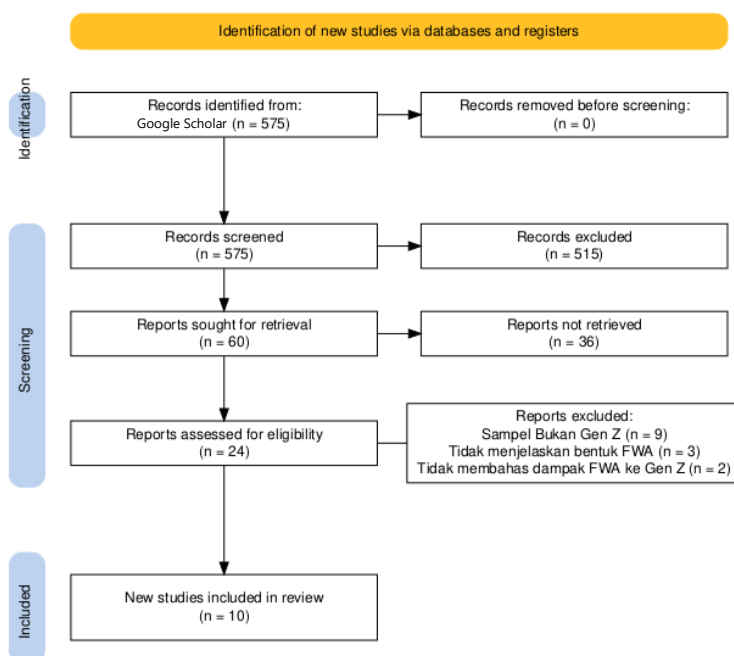 Identification of new studies via databases and registers
Identification
Records identified from:
Google Scholar (n = 575)
Records removed before screening:
(n = 0)
Screening
Records screened
(n = 575)
Records excluded
(n = 515)
Reports sought for retrieval
(n = 60)
Reports not retrieved
(n = 36)
Reports assessed for eligibility
(n = 24)
Reports excluded:
Sampel Bukan Gen Z (n = 9)
Tidak menjelaskan bentuk FWA (n = 3)
Tidak membahas dampak FWA ke Gen Z (n = 2)
Included
New studies included in review
(n = 10)